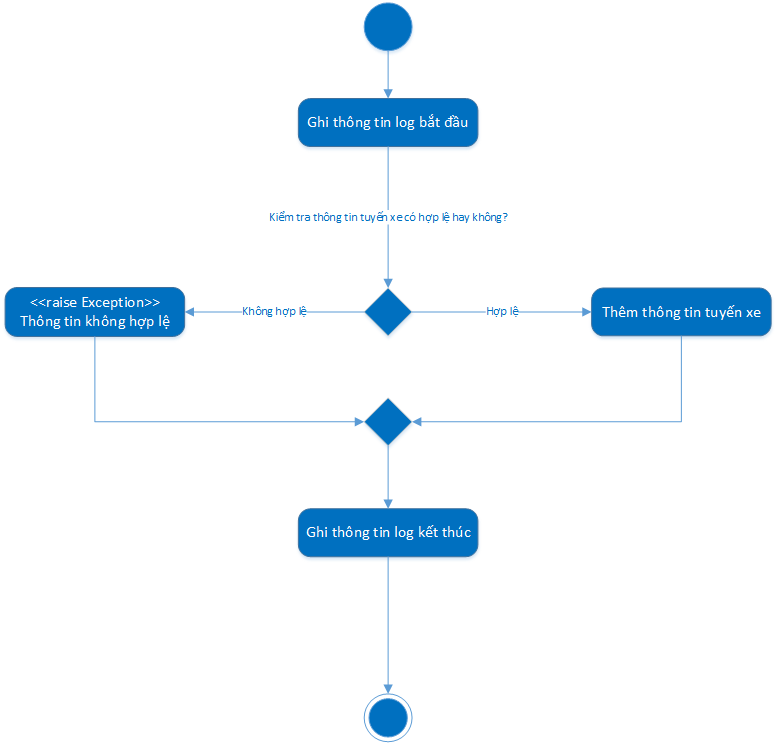 Ghi thông tin log bắt đầu
Kiểm tra thông tin tuyến xe có hợp lệ hay không?
<<raise Exception>>
Thông tin không hợp lệ
Không hợp lệ
Hợp lệ
Thêm thông tin tuyến xe
Ghi thông tin log kết thúc